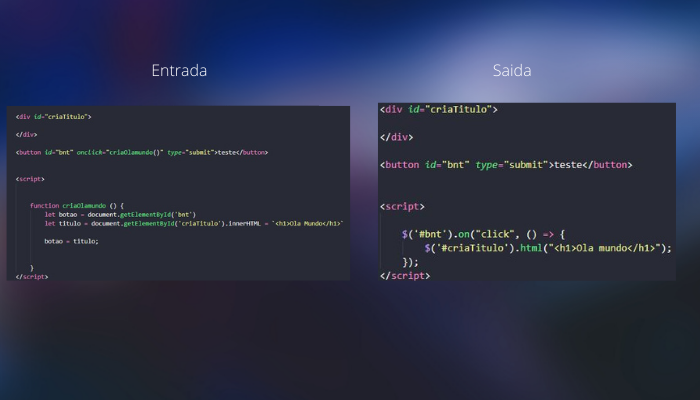 Entrada
<div id="criaTitulo">
</div>
<button id="bnt" onclick="criaOlamundo()" type="submit">teste</button>
<script>
function criaOlamundo () {
let botao = document.getElementById('bnt')
let titulo = document.getElementById('criaTitulo').innerHTML = `<h1>Ola Mundo</h1>`
botao = titulo;
}
</script>
Saida
<div id="criaTitulo">
</div>
<button id="bnt" type="submit">teste</button>
<script>
$('#bnt').on("click", () => {
$('#criaTitulo').html("<h1>Ola mundo</h1>");
});
</script>